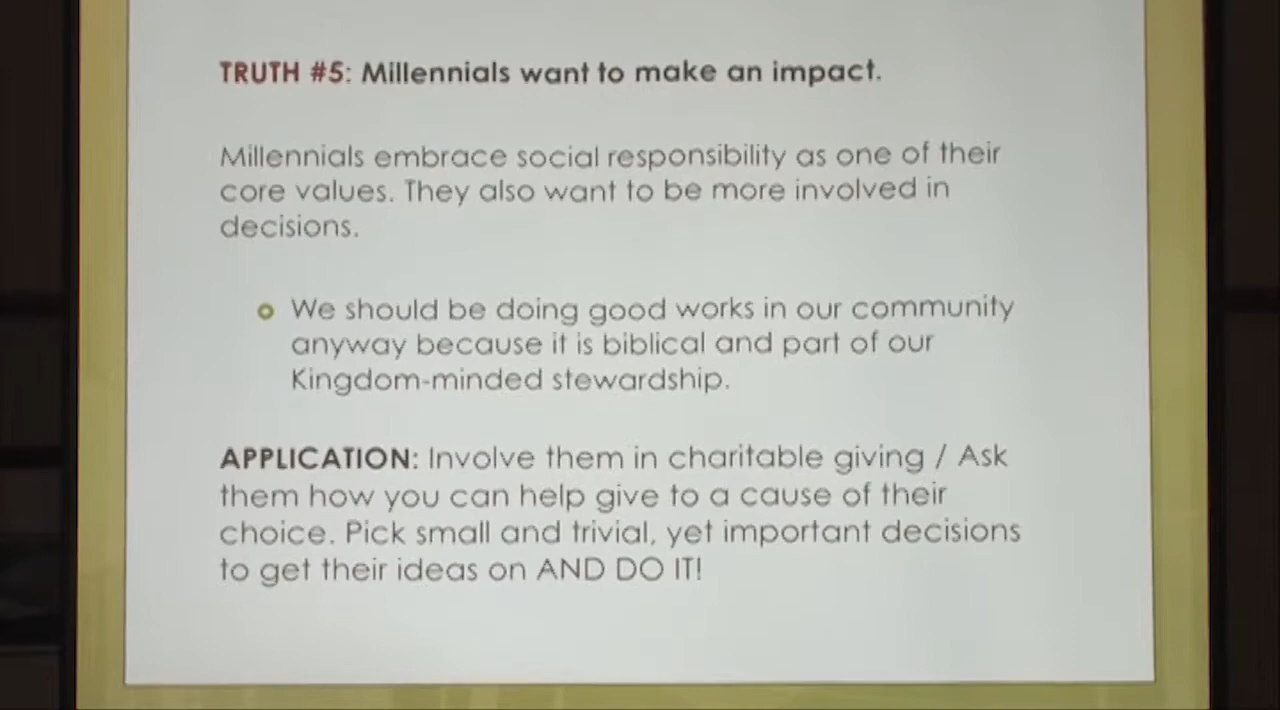 TRUTH #5: Millennials want to make an impact.
Millennials embrace social responsibility as one of their
core values. They also want to be more involved in
decisions.
We should be doing good works in our community
anyway because it is biblical and part of our
Kingdom-minded stewardship.
APPLICATION: Involve them in charitable giving / Ask
them how you can help give to a cause of their
choice. Pick small and trivial, yet important decisions
to get their ideas on AND DO IT!